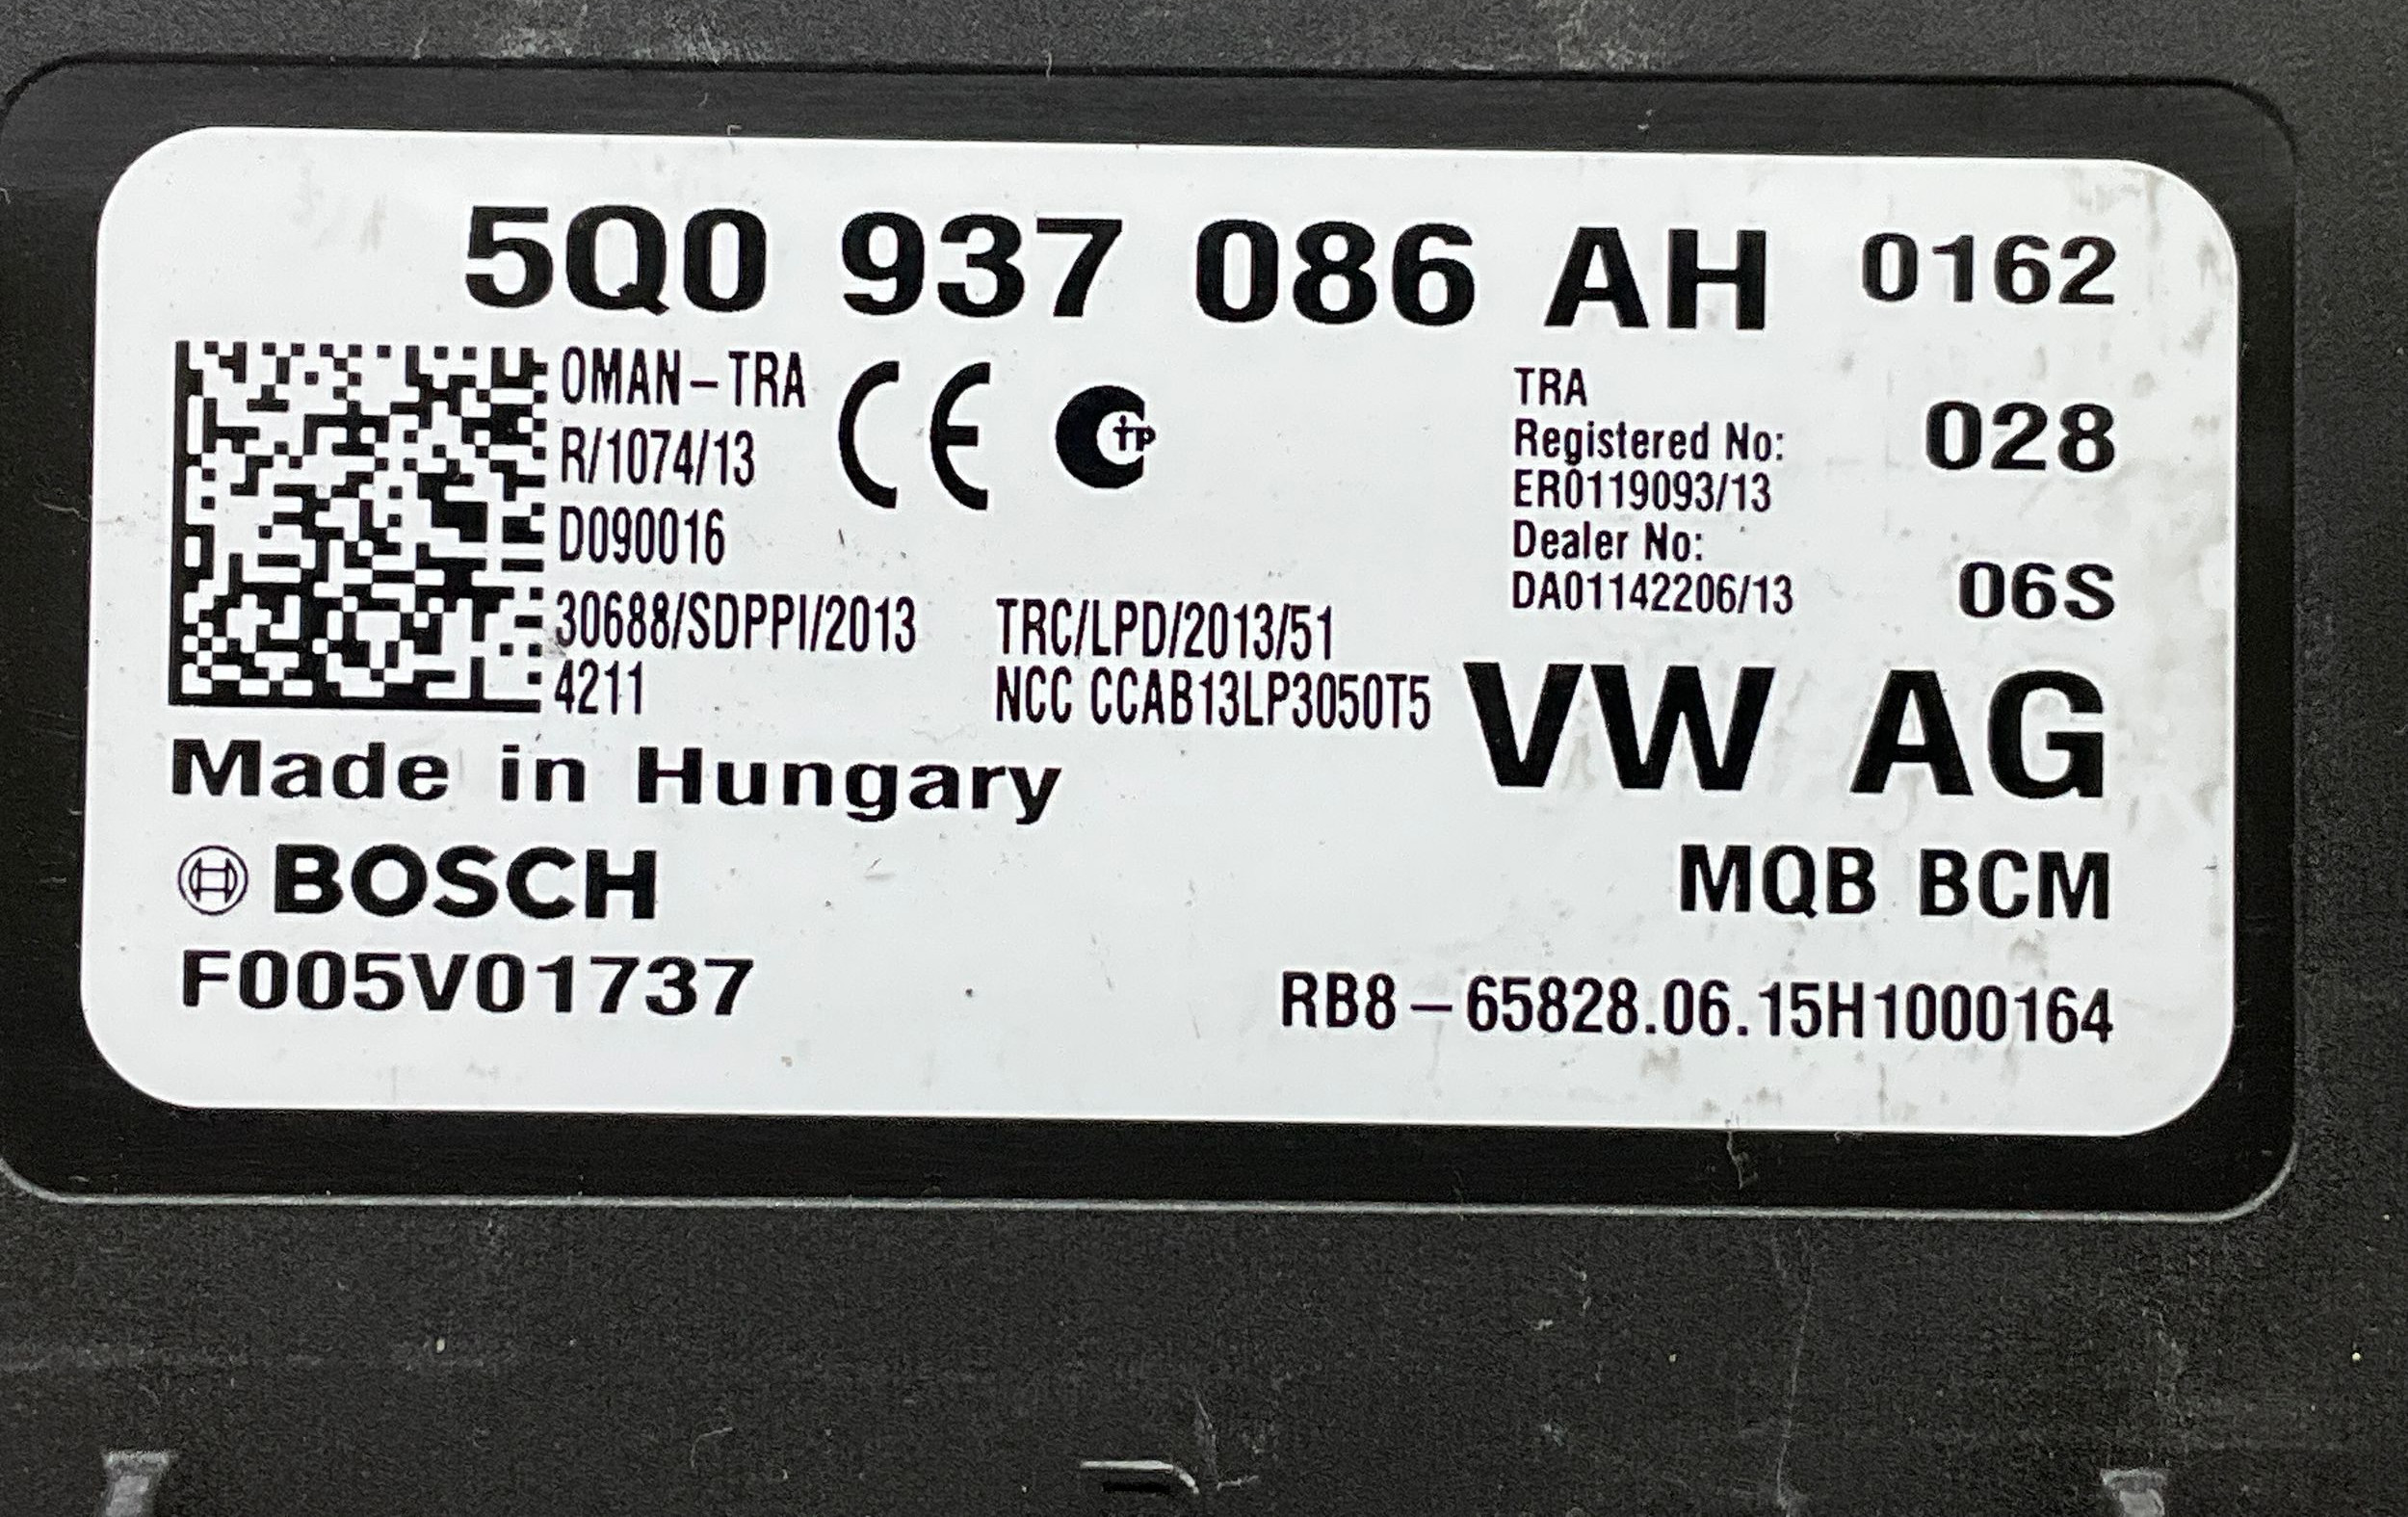 5Q0 937 086 AH 0162
OMAN-TRA
R/1074/13
D090016
30688/SDPPI/2013
4211
CE
TP
TRC/LPD/2013/51
NCC CCAB13LP3050T5
TRA
Registered No:
ER0119093/13
Dealer No:
DA01142206/13
028
06S
VW AG
Made in Hungary
BOSCH
MQB BCM
F005V01737
RB8-65828.06.15H1000164